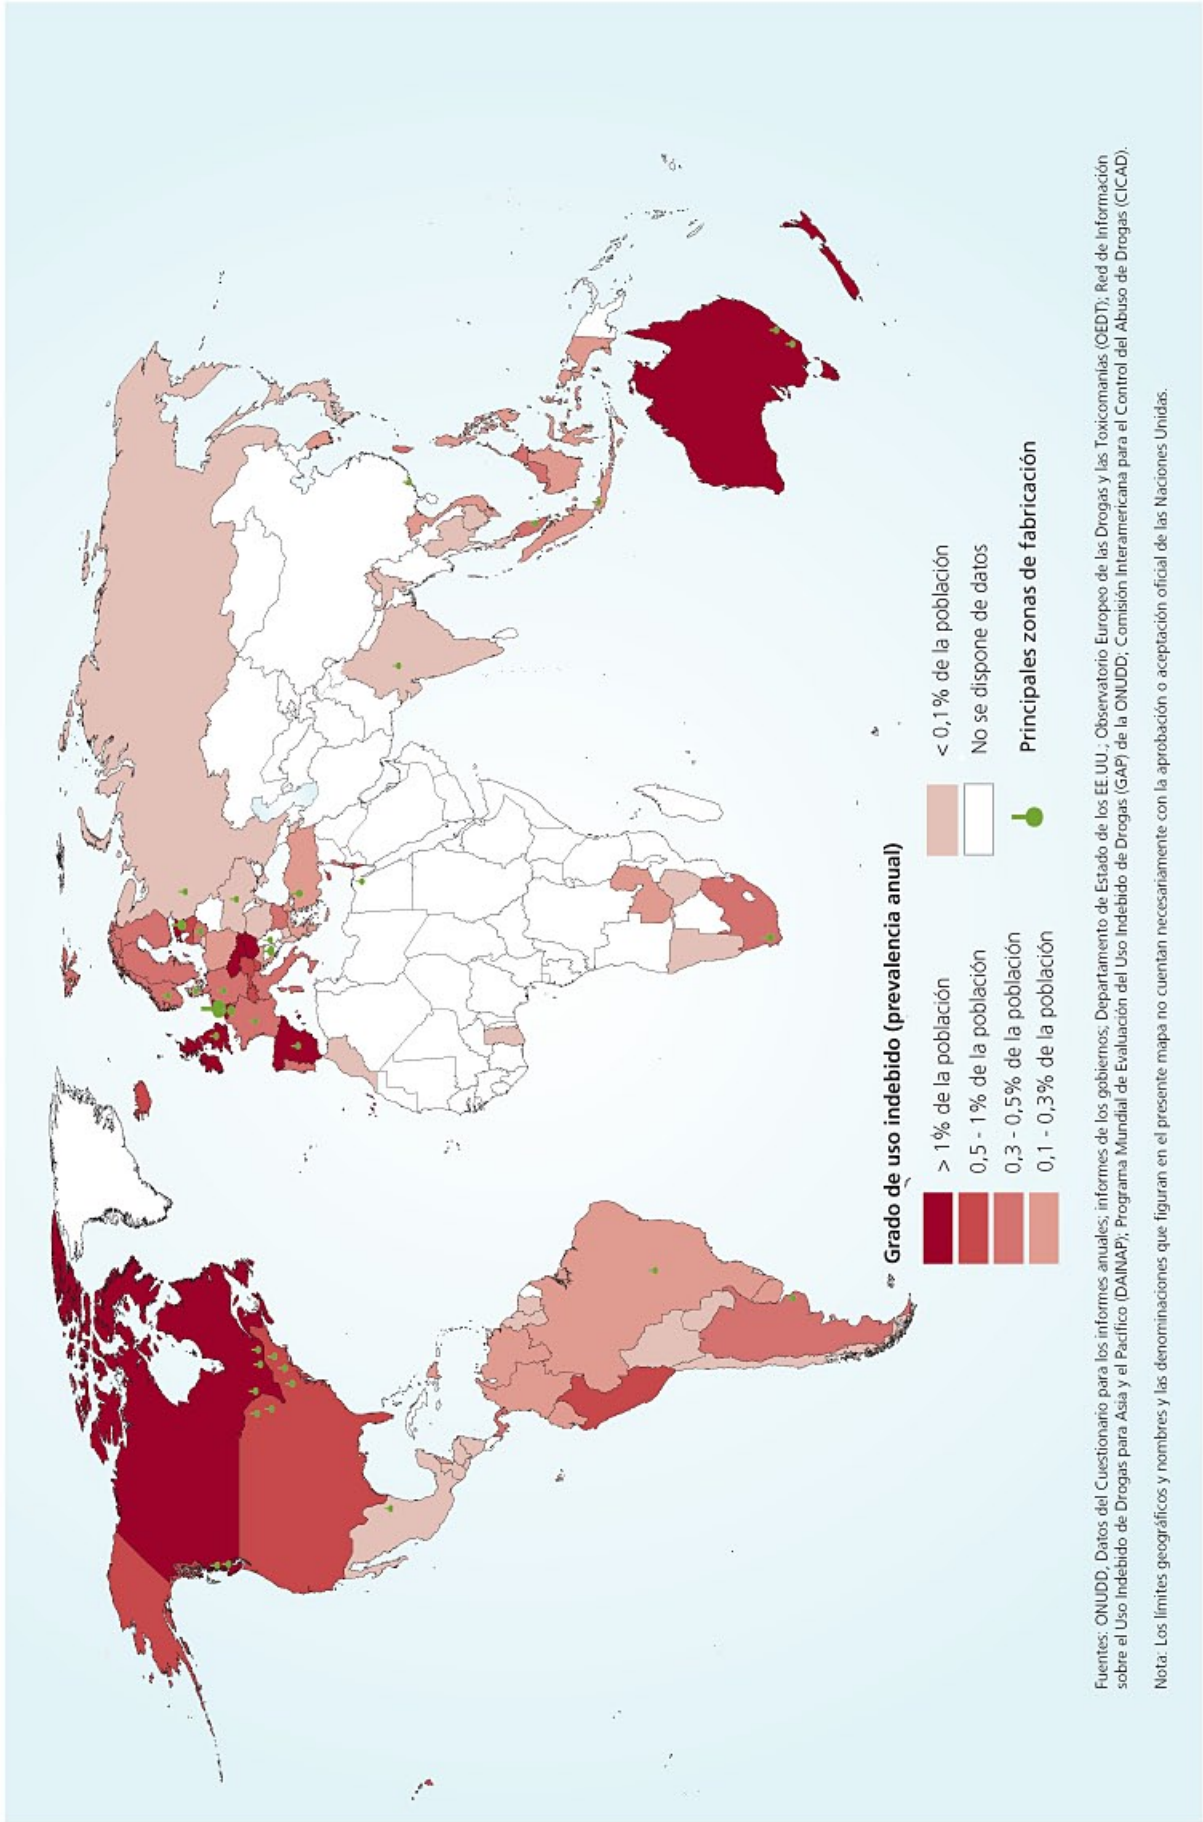 Grado de uso indebido (prevalencia anual)
> 1% de la población
0,5 - 1% de la población
0,3 - 0,5% de la población
0,1 - 0,3% de la población
< 0,1% de la población
No se dispone de datos
Principales zonas de fabricación
Fuentes: ONUDD, Datos del Cuestionario para los informes anuales; informes de los gobiernos; Departamento de Estado de los EE.UU.; Observatorio Europeo de las Drogas y las Toxicomanías (OEDT); Red de Información
sobre el Uso Indebido de Drogas para Asia y el Pacífico (DAINAP); Programa Mundial de Evaluación del Uso Indebido de Drogas (GAP) de la ONUDD; Comisión Interamericana para el Control del Abuso de Drogas (CICAD).
Nota: Los límites geográficos y nombres y las denominaciones que figuran en el presente mapa no cuentan necesariamente con la aprobación o aceptación oficial de las Naciones Unidas.